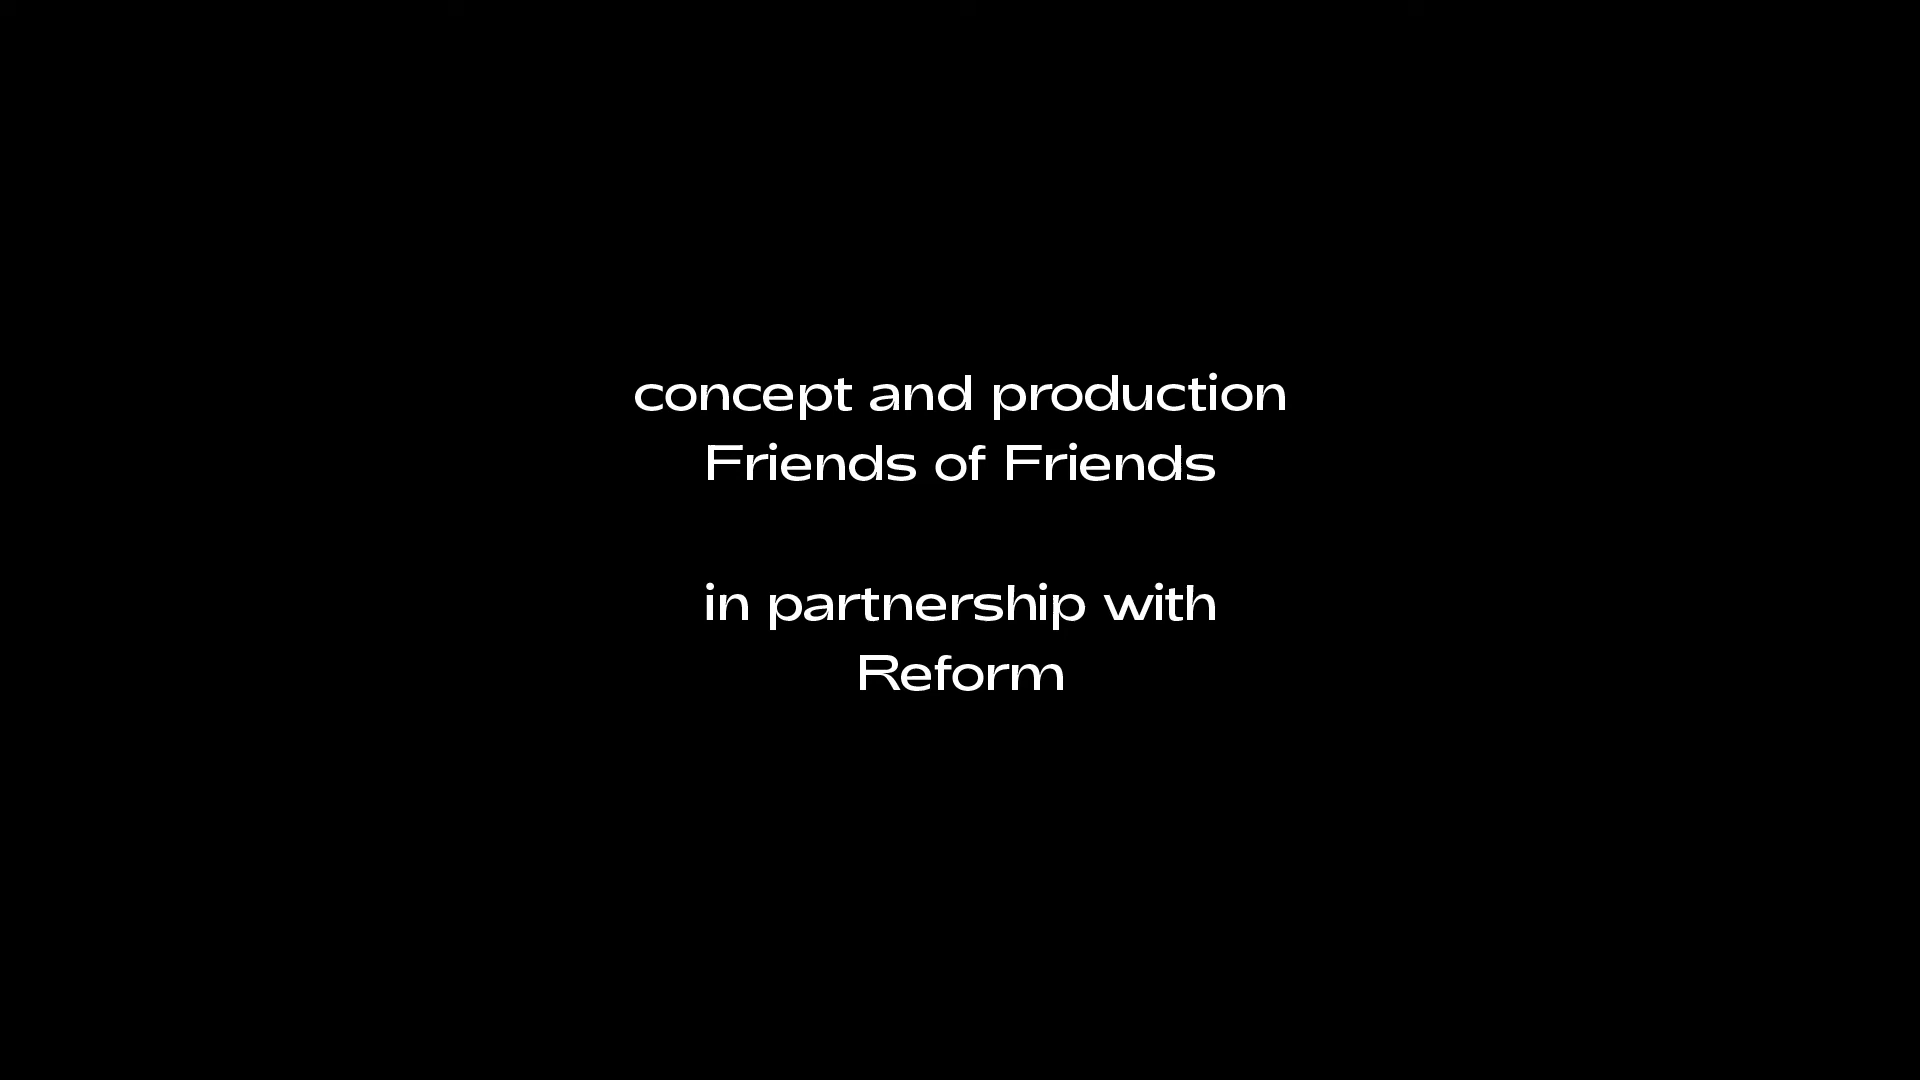 concept and production
Friends of Friends
in partnership with
Reform